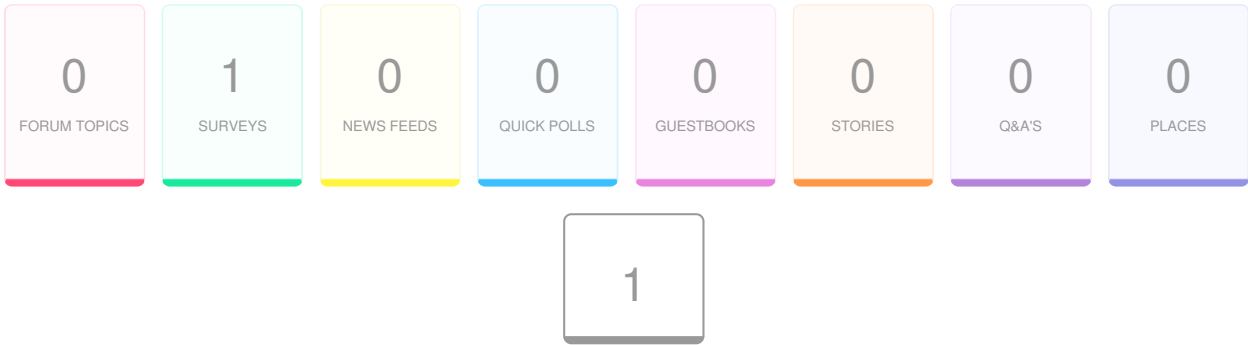 0 1 0 0 0 0 0 0
FORUM TOPICS SURVEYS NEWS FEEDS QUICK POLLS GUESTBOOKS STORIES Q&A'S PLACES
1